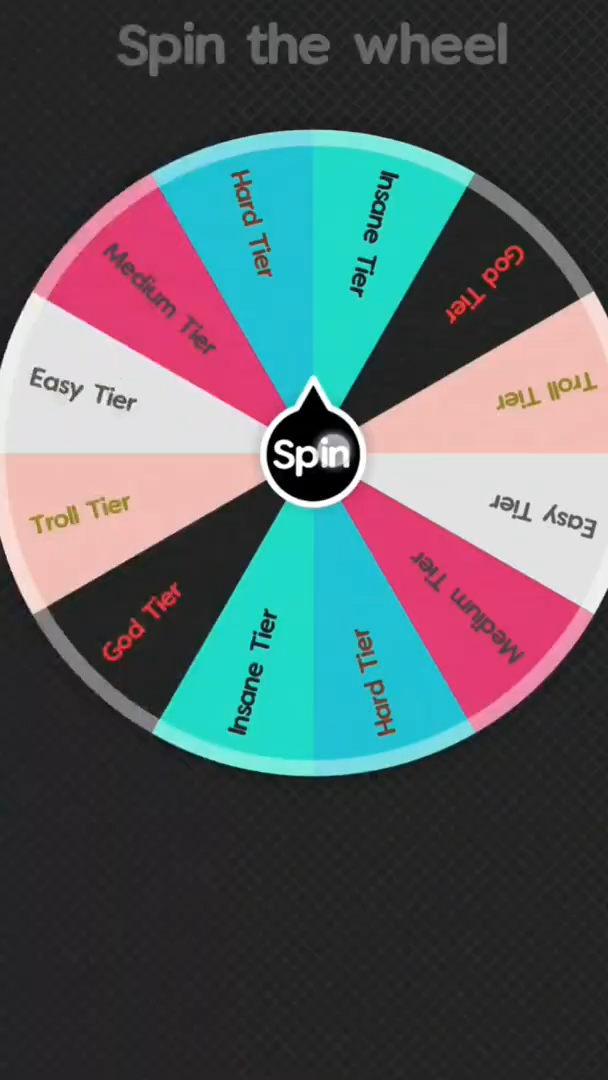 Spin the wheel
Hard Tier
Insane Tier
God Tier
Medium Tier
Troll Tier
Easy Tier
Spin
Easy Tier
Troll Tier
Medium Tier
God Tier
Insane Tier
Hard Tier